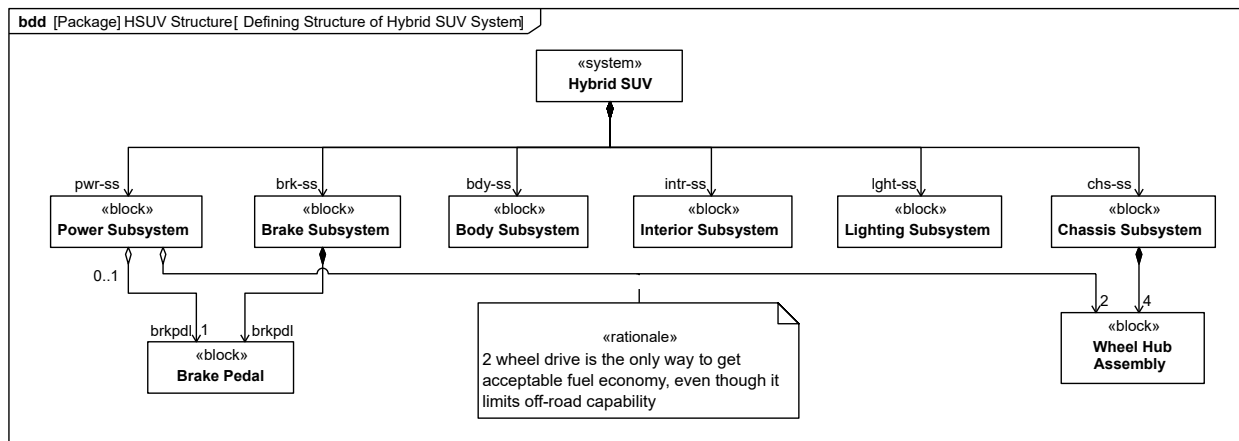 bdd [Package] HSUV Structure[ Defining Structure of Hybrid SUV System]
«system»
Hybrid SUV
pwr-ss
brk-ss
bdy-ss
intr-ss
lght-ss
chs-ss
«block»
Power Subsystem
«block»
Brake Subsystem
«block»
Body Subsystem
«block»
Interior Subsystem
«block»
Lighting Subsystem
«block»
Chassis Subsystem
0..1
2
4
brkpdl
1
brkpdl
«block»
Brake Pedal
«rationale»
2 wheel drive is the only way to get
acceptable fuel economy, even though it
limits off-road capability
«block»
Wheel Hub
Assembly